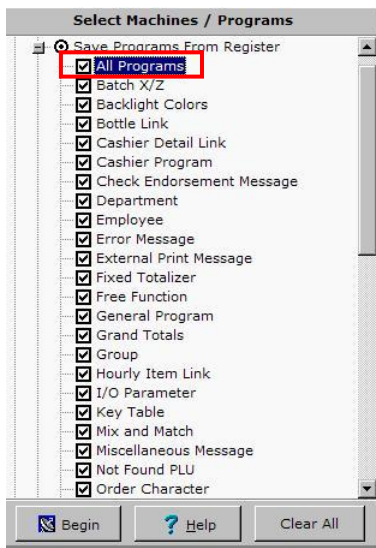 Select Machines / Programs
Save Programs From Register
All Programs
Batch X/Z
Backlight Colors
Bottle Link
Cashier Detail Link
Cashier Program
Check Endorsement Message
Department
Employee
Error Message
External Print Message
Fixed Totalizer
Free Function
General Program
Grand Totals
Group
Hourly Item Link
I/O Parameter
Key Table
Mix and Match
Miscellaneous Message
Not Found PLU
Order Character
Begin Help Clear All